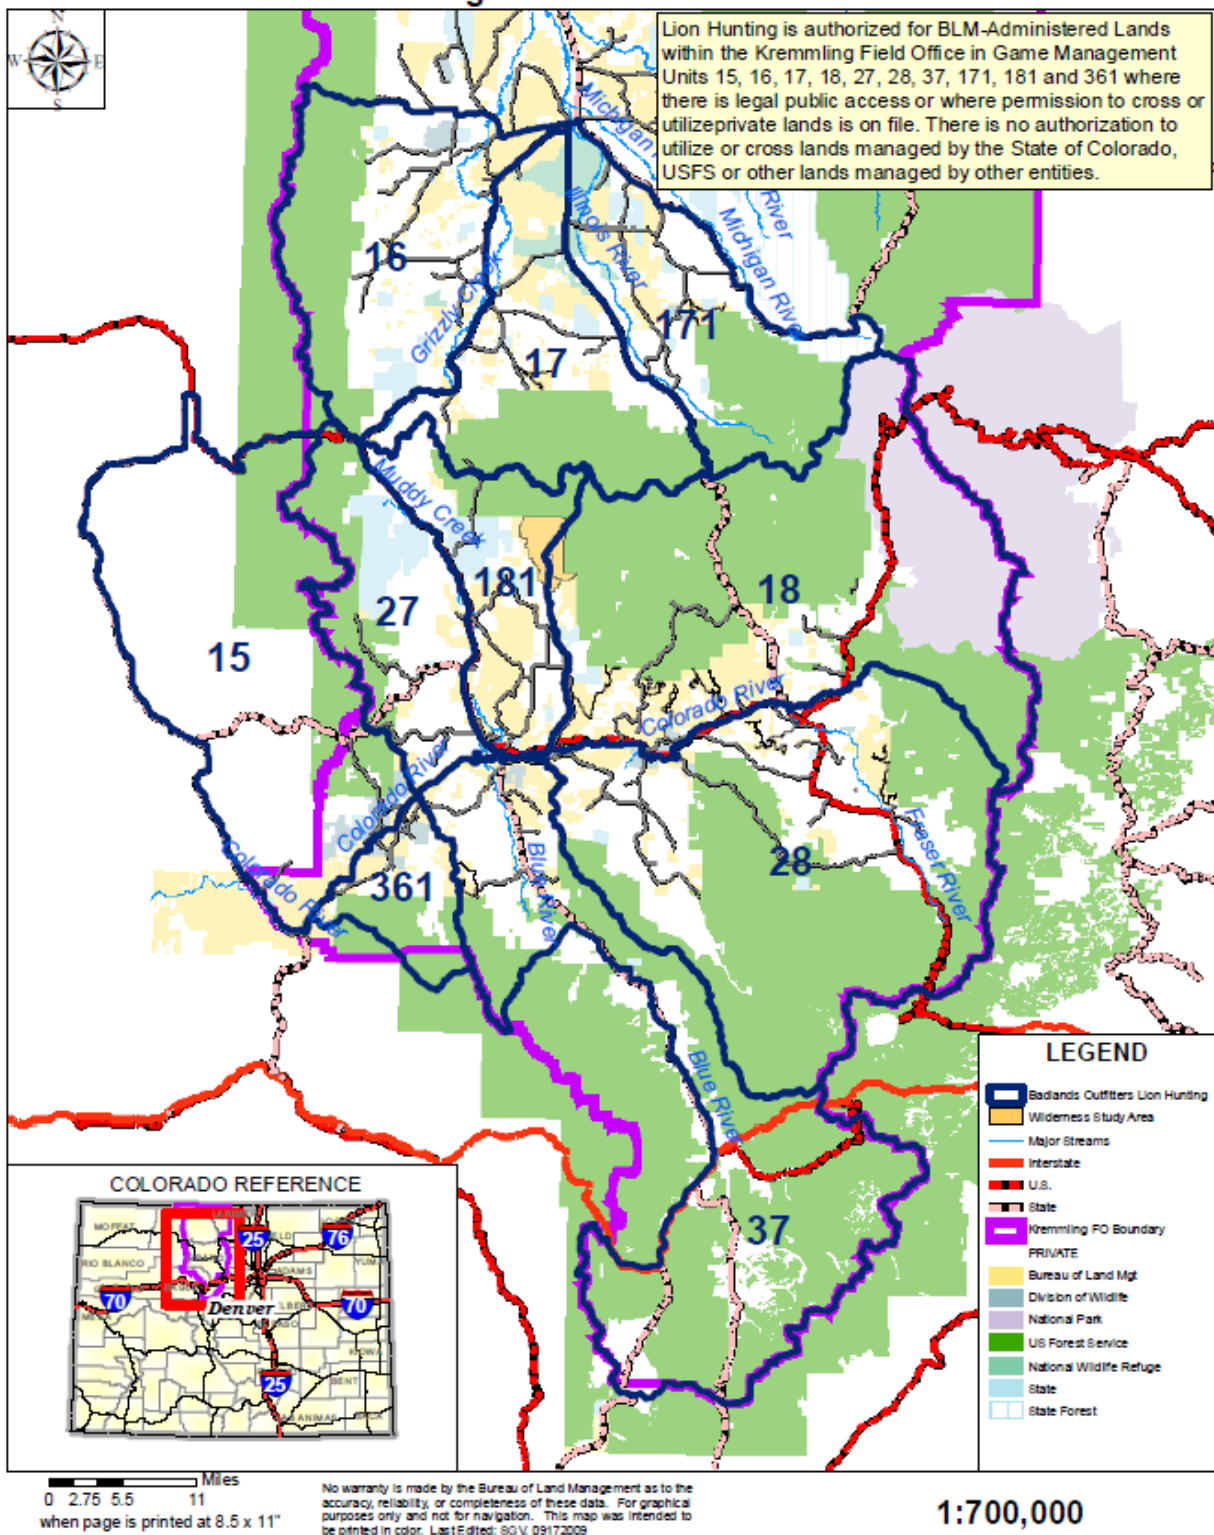 Lion Hunting is authorized for BLM-Administered Lands
within the Kremmling Field Office in Game Management
Units 15, 16, 17, 18, 27, 28, 37, 171, 181 and 361 where
there is legal public access or where permission to cross or
utilizeprivate lands is on file. There is no authorization to
utilize or cross lands managed by the State of Colorado,
USFS or other lands managed by other entities.
N
W E
S
Michigan
River
Michigan River
Illinois River
Grizzly Creek
16
171
17
Muddy Creek
181
18
27
15
Colorado River
Colorado River
Colorado River
Blue River
Fraser River
28
361
Blue River
37
LEGEND
Badlands Outfitters Lion Hunting
Wilderness Study Area
Major Streams
Interstate
U.S.
State
Kremmling FO Boundary
PRIVATE
Bureau of Land Mgt
Division of Wildlife
National Park
US Forest Service
National Wildlife Refuge
State
State Forest
COLORADO REFERENCE
MOFFAT
RIO BLANCO
25
76
YUMA
ADAMS
70
Denver
70
KIOWA
25
BENT
Miles
0 2.75 5.5 11
when page is printed at 8.5 x 11"
No warranty is made by the Bureau of Land Management as to the
accuracy, reliability, or completeness of these data. For graphical
purposes only and not for navigation. This map was intended to
be printed in color. Last Edited: SGV, 09172009
1:700,000